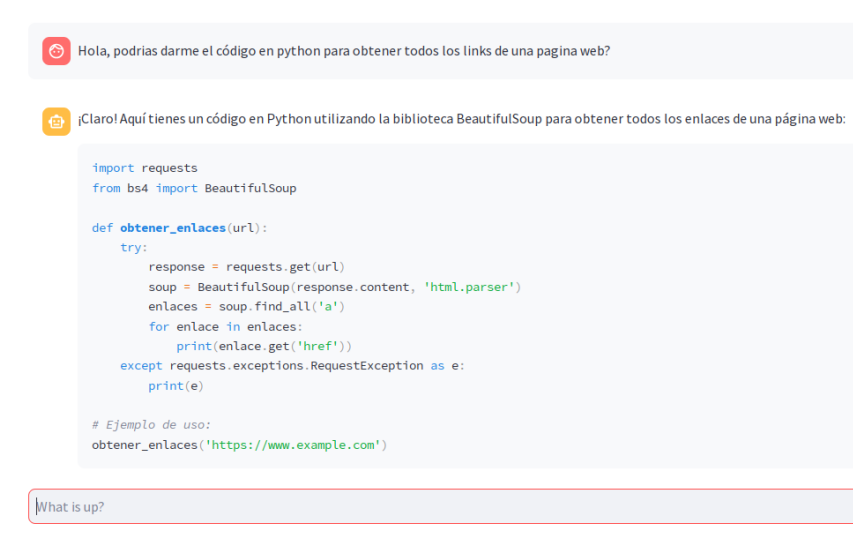 Hola, podrias darme el código en python para obtener todos los links de una pagina web?
¡Claro! Aquí tienes un código en Python utilizando la biblioteca BeautifulSoup para obtener todos los enlaces de una página web:
import requests
from bs4 import BeautifulSoup
def obtener_enlaces(url):
    try:
        response = requests.get(url)
        soup = BeautifulSoup(response.content, 'html.parser')
        enlaces = soup.find_all('a')
        for enlace in enlaces:
            print(enlace.get('href'))
    except requests.exceptions.RequestException as e:
        print(e)
# Ejemplo de uso:
obtener_enlaces('https://www.example.com')
What is up?